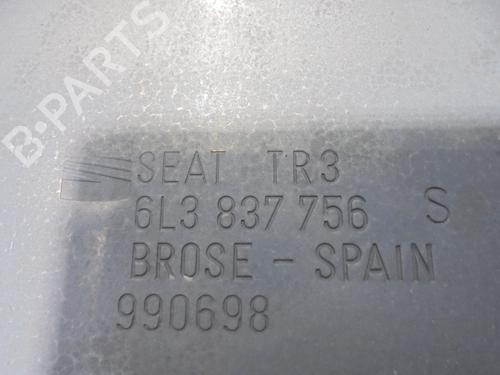 B-PARTS
SEAT TR3
6L3 837 756 S
BROSE - SPAIN
990698